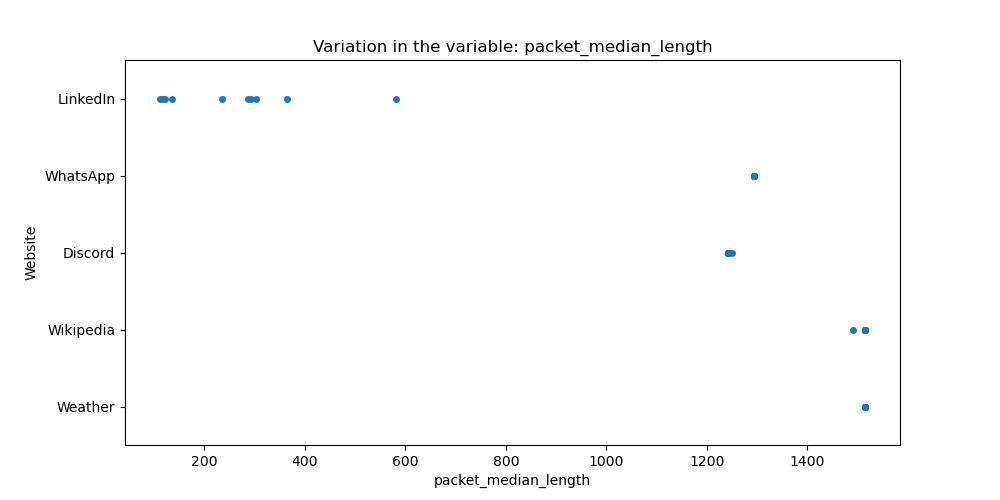 Variation in the variable: packet_median_length
LinkedIn
WhatsApp
Discord
Wikipedia
Weather
Website
200 400 600 800 1000 1200 1400
packet_median_length